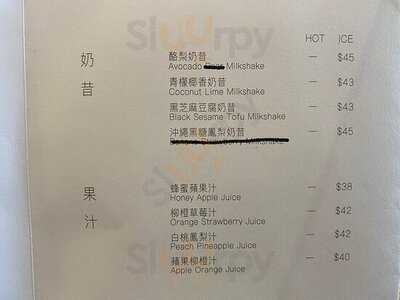 Sluurpy
HOT ICE
奶昔
酪梨奶昔 — $45
Avocado Milkshake
青檬椰香奶昔 — $43
Coconut Lime Milkshake
黑芝麻豆腐奶昔 — $43
Black Sesame Tofu Milkshake
沖繩黑糖鳳梨奶昔 — $45
Milkshake
果汁
蜂蜜蘋果汁 — $38
Honey Apple Juice
柳橙草莓汁 — $42
Orange Strawberry Juice
白桃鳳梨汁 — $42
Peach Pineapple Juice
蘋果柳橙汁 — $40
Apple Orange Juice